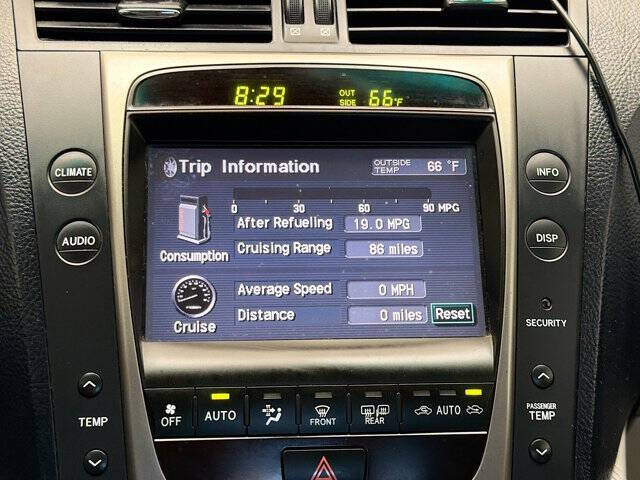 8:29 OUT SIDE 66°F
Trip Information OUTSIDE TEMP 66 °F
0 30 60 90 MPG
After Refueling 19.0 MPG
Cruising Range 86 miles
Consumption
Average Speed 0 MPH
Distance 0 miles Reset
Cruise
CLIMATE
AUDIO
INFO
DISP
SECURITY
TEMP
PASSENGER TEMP
OFF AUTO FRONT REAR AUTO